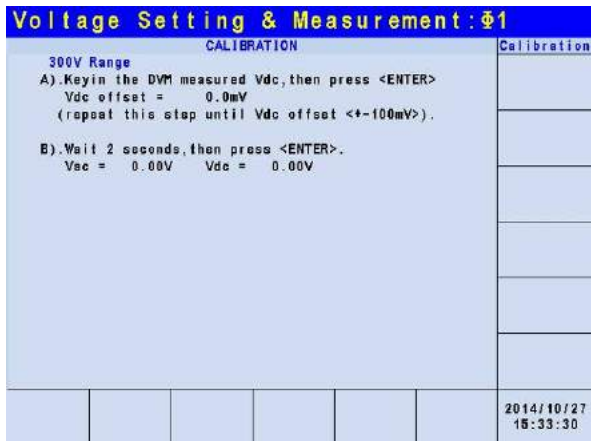 Voltage Setting & Measurement:Φ1
CALIBRATION
Calibration
300V Range
A).Keyin the DVM measured Vdc,then press <ENTER>
Vdc offset = 0.0mV
(repeat this step until Vdc offset <+-100mV>).
B).Wait 2 seconds,then press <ENTER>.
Vac = 0.00V Vdc = 0.00V
2014/10/27
15:33:30